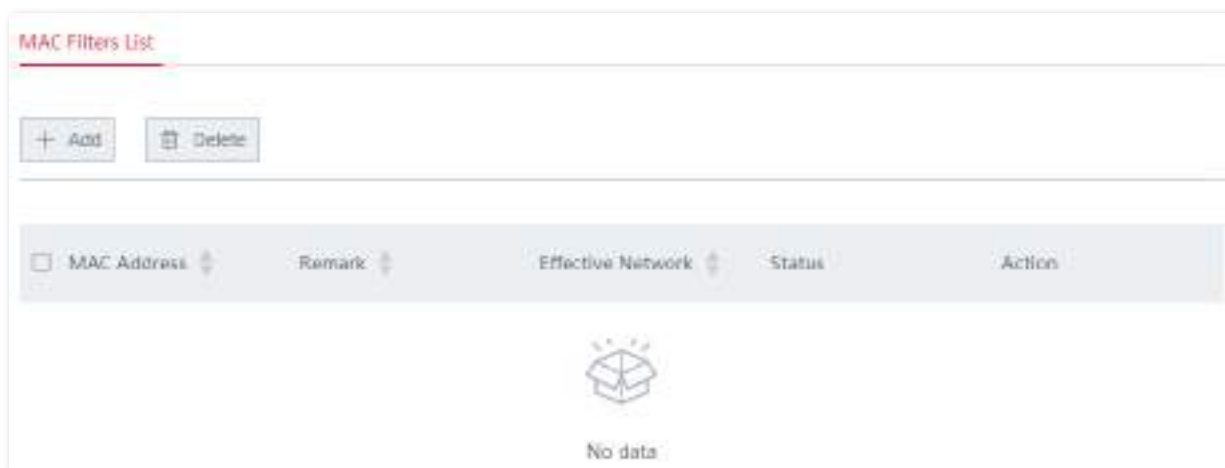 MAC Filters List
+ Add Delete
MAC Address Remark Effective Network Status Action
No data